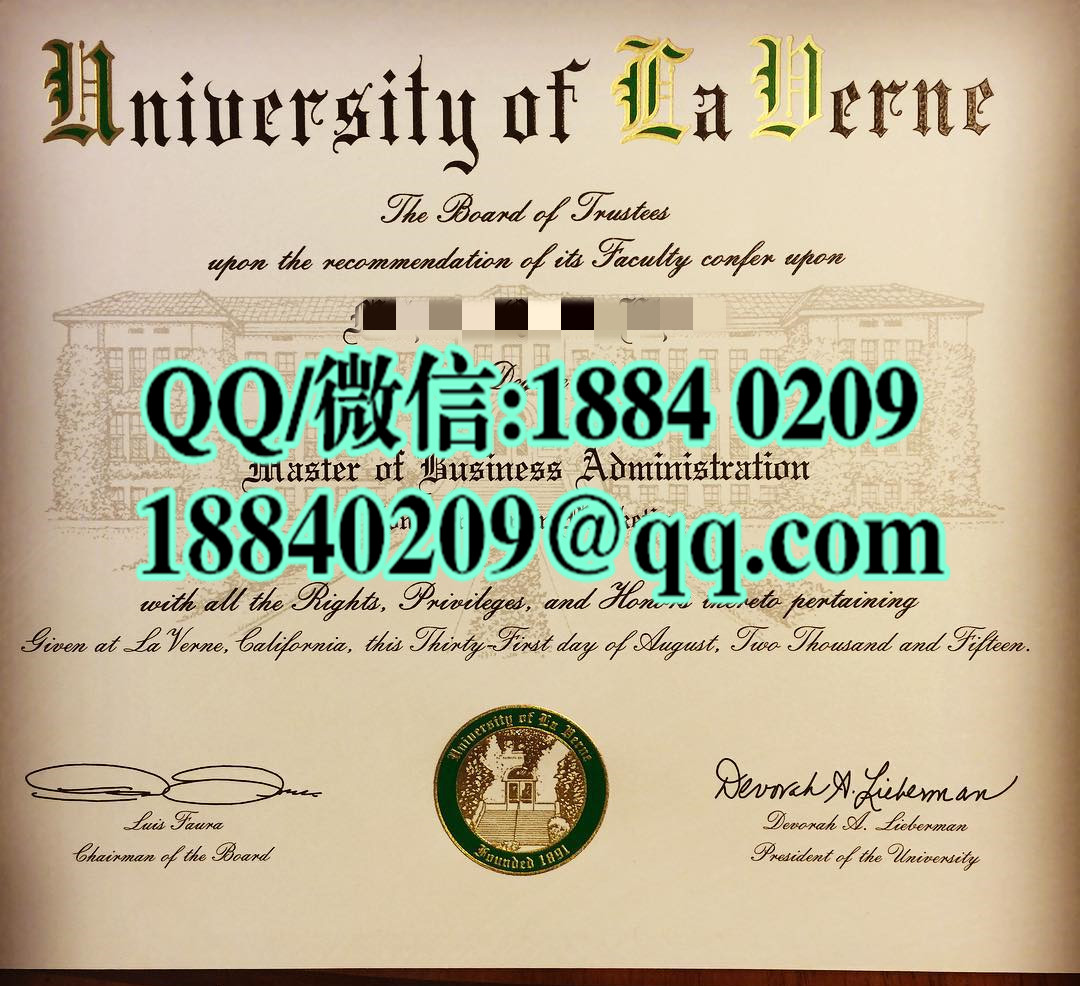 University of La Verne
The Board of Trustees
upon the recommendation of its Faculty confer upon
QQ/微信:1884 0209
Master of Business Administration
18840209@qq.com
with all the Rights, Privileges, and Honors thereto pertaining
Given at La Verne, California, this Thirty-First day of August, Two Thousand and Fifteen.
University of La Verne
Founded 1891
Devorah A. Lieberman
Luis Faura
Devorah A. Lieberman
Chairman of the Board
President of the University